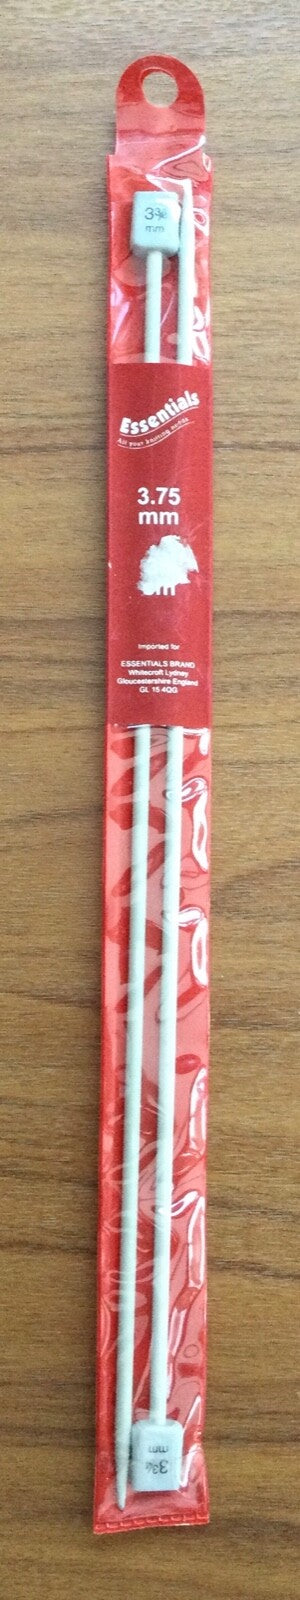 3¾
mm
Essentials
All your knitting needs
3.75
mm
Imported for
ESSENTIALS BRAND
Whitecroft Lydney
Gloucestershire England
GL 15 4QG
3¾
mm